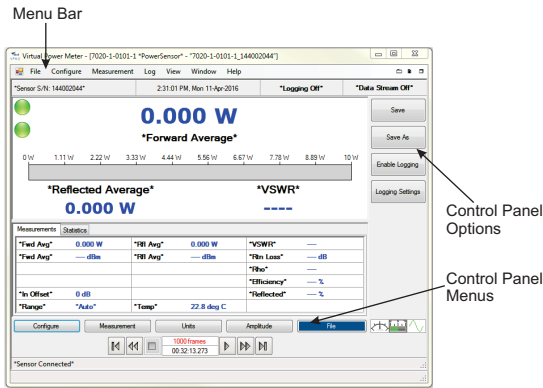 Menu Bar
Virtual Power Meter - [7020-1-0101-1 *PowerSensor* - "7020-1-0101-1_144002044"]
File Configure Measurement Log View Window Help
*Sensor S/N: 144002044* 2:31:01 PM, Mon 11-Apr-2016 *Logging Off* *Data Stream Off*
0.000 W
*Forward Average*
0 W 1.11 W 2.22 W 3.33 W 4.44 W 5.56 W 6.67 W 7.78 W 8.89 W 10 W
*Reflected Average* *VSWR*
0.000 W ----
Save
Save As
Enable Logging
Logging Settings
Control Panel
Options
Measurements Statistics
*Fwd Avg* 0.000 W *Rfl Avg* 0.000 W *VSWR* —
*Fwd Avg* — dBm *Rfl Avg* — dBm *Rtn Loss* — dB
*Rho* —
*Efficiency* — %
*In Offset* 0 dB *Reflected* — %
*Range* *Auto* *Temp* 22.8 deg C
Control Panel
Menus
Configure Measurement Units Amplitude File
1000 frames
00:32:13.273
*Sensor Connected*